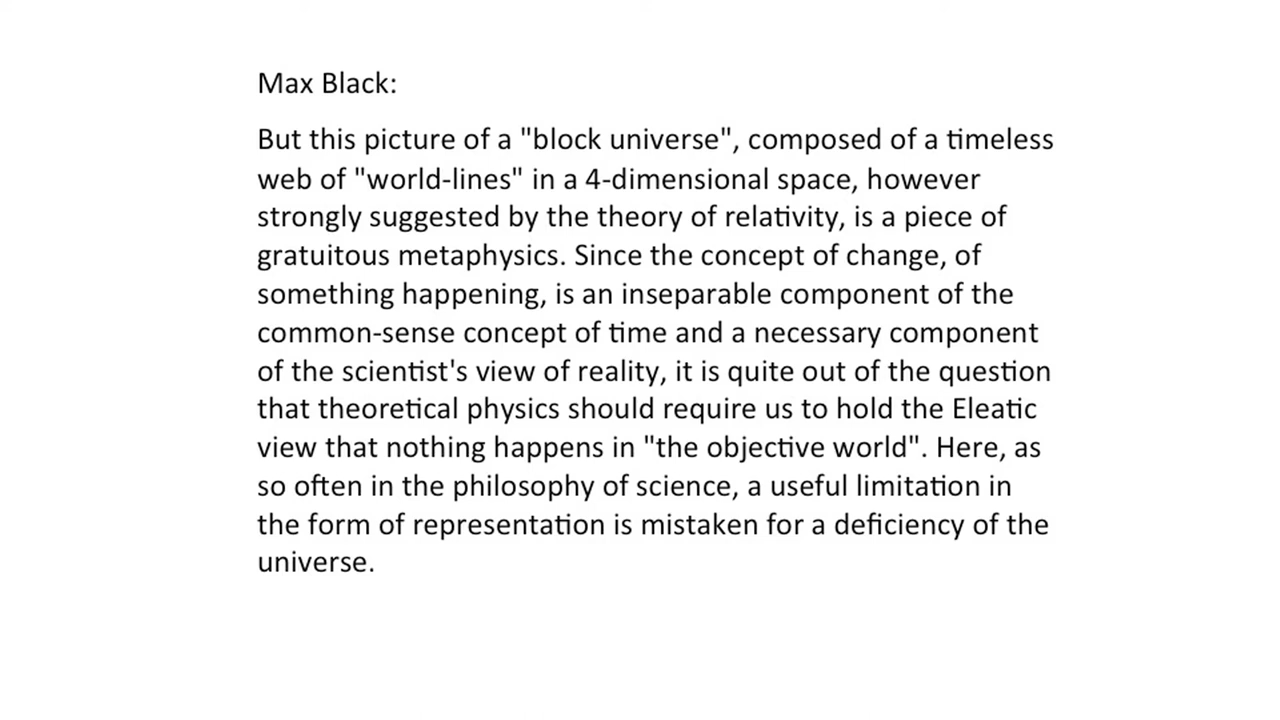 Max Black:
But this picture of a "block universe", composed of a timeless
web of "world-lines" in a 4-dimensional space, however
strongly suggested by the theory of relativity, is a piece of
gratuitous metaphysics. Since the concept of change, of
something happening, is an inseparable component of the
common-sense concept of time and a necessary component
of the scientist's view of reality, it is quite out of the question
that theoretical physics should require us to hold the Eleatic
view that nothing happens in "the objective world". Here, as
so often in the philosophy of science, a useful limitation in
the form of representation is mistaken for a deficiency of the
universe.